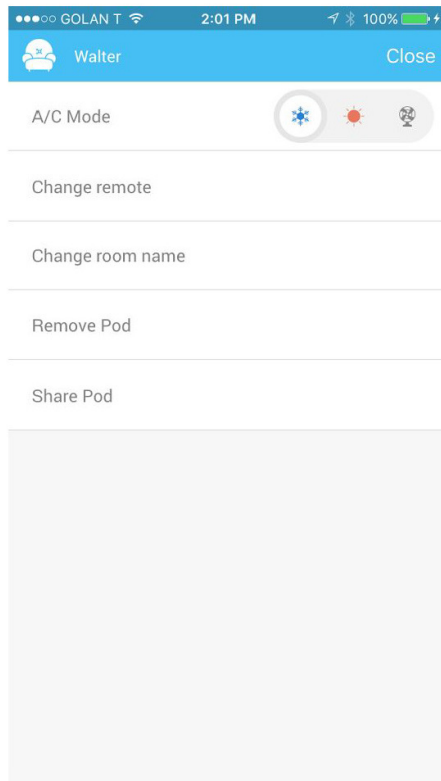 GOLAN T 2:01 PM 100%
Walter Close
A/C Mode
Change remote
Change room name
Remove Pod
Share Pod